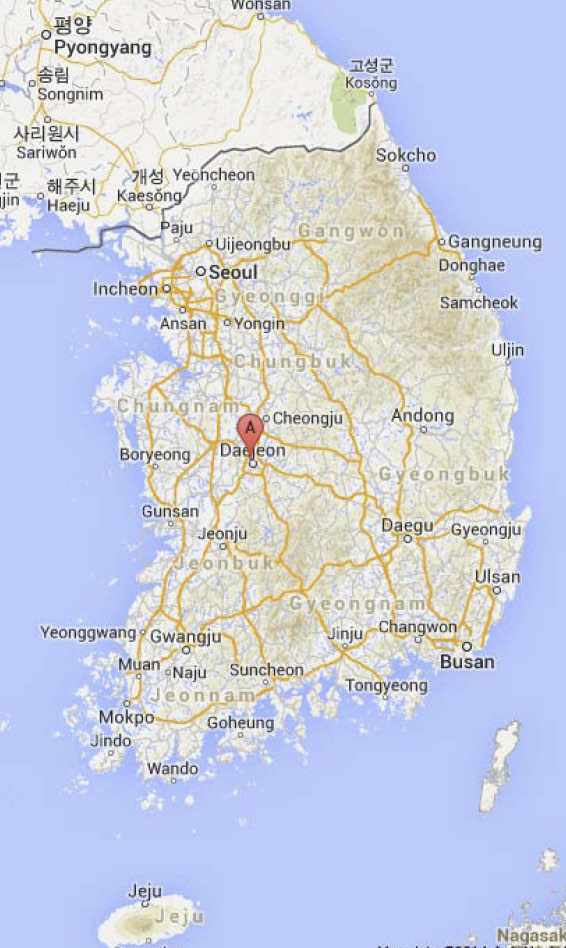 Wonsan
평양
Pyongyang
송림
Songnim
고성군
Kosŏng
사리원시
Sariwŏn
Sokcho
개성
Kaesŏng
Yeoncheon
해주시
Haeju
Paju
Gangwon
Uijeongbu
Gangneung
Seoul
Donghae
Incheon
Gyeonggi
Samcheok
Ansan
Yongin
Uljin
Chungbuk
Chungnam
Cheongju
Andong
A
Daejeon
Boryeong
Gyeongbuk
Gunsan
Daegu
Gyeongju
Jeonju
Jeonbuk
Ulsan
Gyeongnam
Yeonggwang
Gwangju
Jinju
Changwon
Busan
Muan
Naju
Suncheon
Tongyeong
Jeonnam
Mokpo
Goheung
Jindo
Wando
Jeju
Jeju
Nagasak